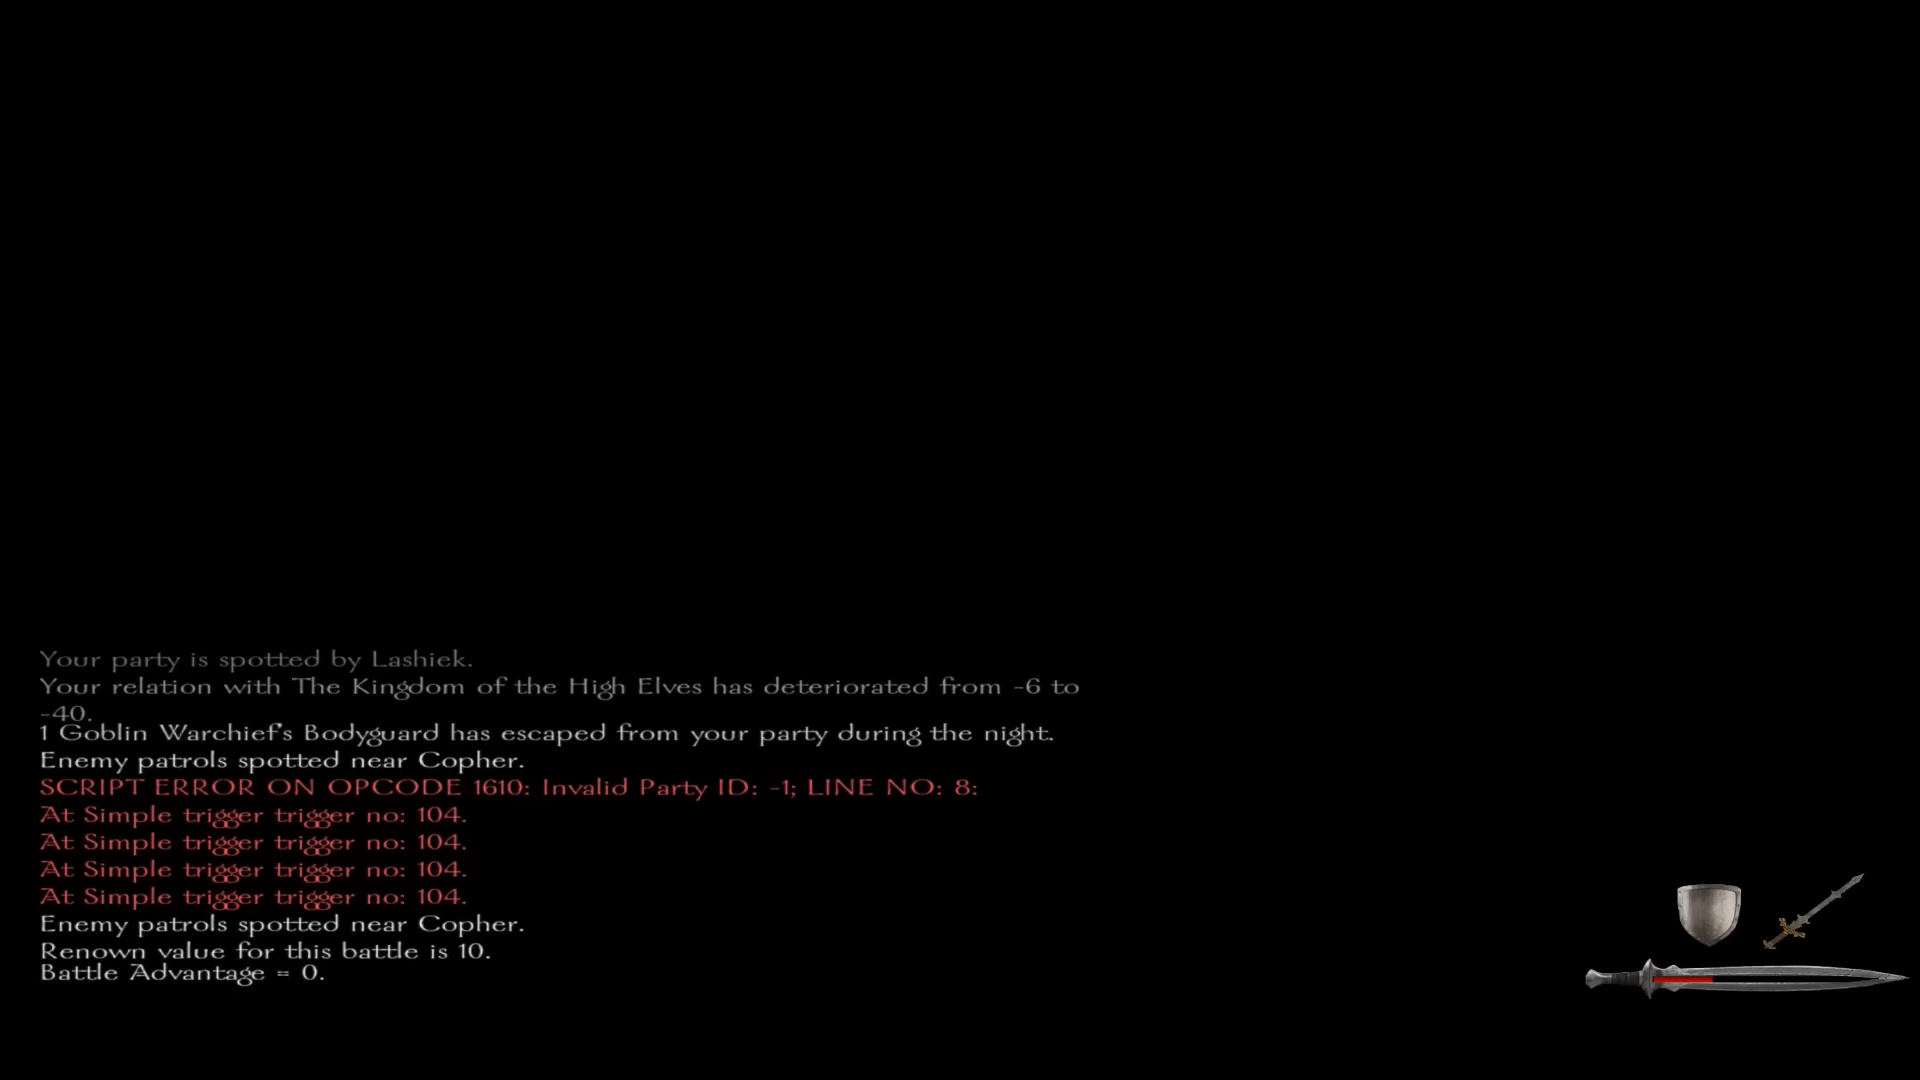 Your party is spotted by Lashiek.
Your relation with The Kingdom of the High Elves has deteriorated from -6 to
-40.
1 Goblin Warchief's Bodyguard has escaped from your party during the night.
Enemy patrols spotted near Copher.
SCRIPT ERROR ON OPCODE 1610: Invalid Party ID: -1; LINE NO: 8:
At Simple trigger trigger no: 104.
At Simple trigger trigger no: 104.
At Simple trigger trigger no: 104.
At Simple trigger trigger no: 104.
Enemy patrols spotted near Copher.
Renown value for this battle is 10.
Battle Advantage = 0.